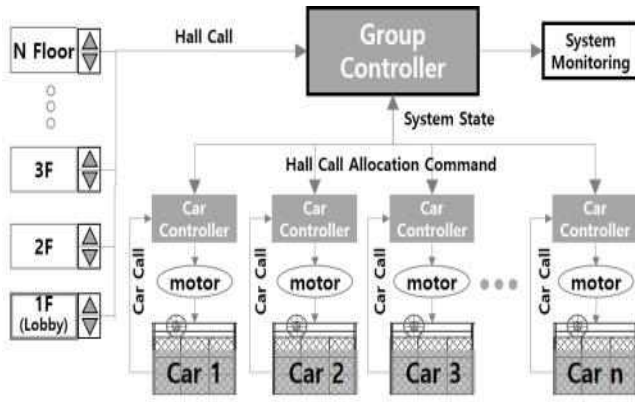 N Floor
3F
2F
1F
(Lobby)
Hall Call
Group
Controller
System
Monitoring
System State
Hall Call Allocation Command
Car
Controller
Car
Controller
Car
Controller
Car
Controller
Car Call
Car Call
Car Call
Car Call
motor
motor
motor
motor
Car 1
Car 2
Car 3
Car n